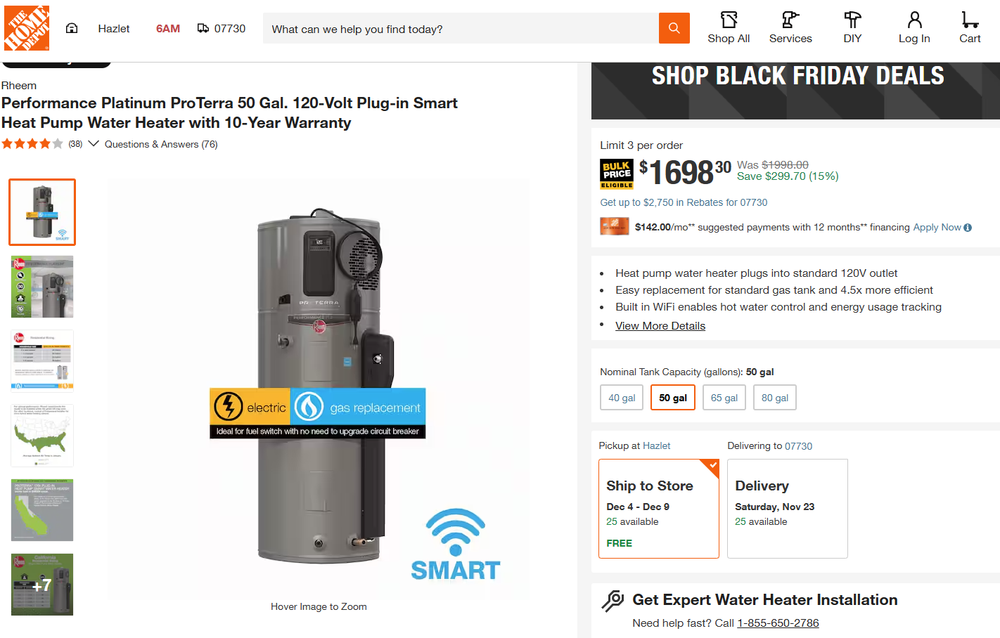 THE HOME DEPOT
Hazlet
6AM
07730
What can we help you find today?
Shop All
Services
DIY
Log In
Cart
Rheem
Performance Platinum ProTerra 50 Gal. 120-Volt Plug-in Smart
Heat Pump Water Heater with 10-Year Warranty
(38)
Questions & Answers (76)
SMART
Rheem
+7
PROTERRA
Rheem
electric
gas replacement
Ideal for fuel switch with no need to upgrade circuit breaker
SMART
Hover Image to Zoom
SHOP BLACK FRIDAY DEALS
Limit 3 per order
BULK PRICE ELIGIBLE
$1698.30
Was $1998.00
Save $299.70 (15%)
Get up to $2,750 in Rebates for 07730
$142.00/mo** suggested payments with 12 months** financing Apply Now
• Heat pump water heater plugs into standard 120V outlet
• Easy replacement for standard gas tank and 4.5x more efficient
• Built in WiFi enables hot water control and energy usage tracking
• View More Details
Nominal Tank Capacity (gallons): 50 gal
40 gal
50 gal
65 gal
80 gal
Pickup at Hazlet
Delivering to 07730
Ship to Store
Dec 4 - Dec 9
25 available
FREE
Delivery
Saturday, Nov 23
25 available
Get Expert Water Heater Installation
Need help fast? Call 1-855-650-2786